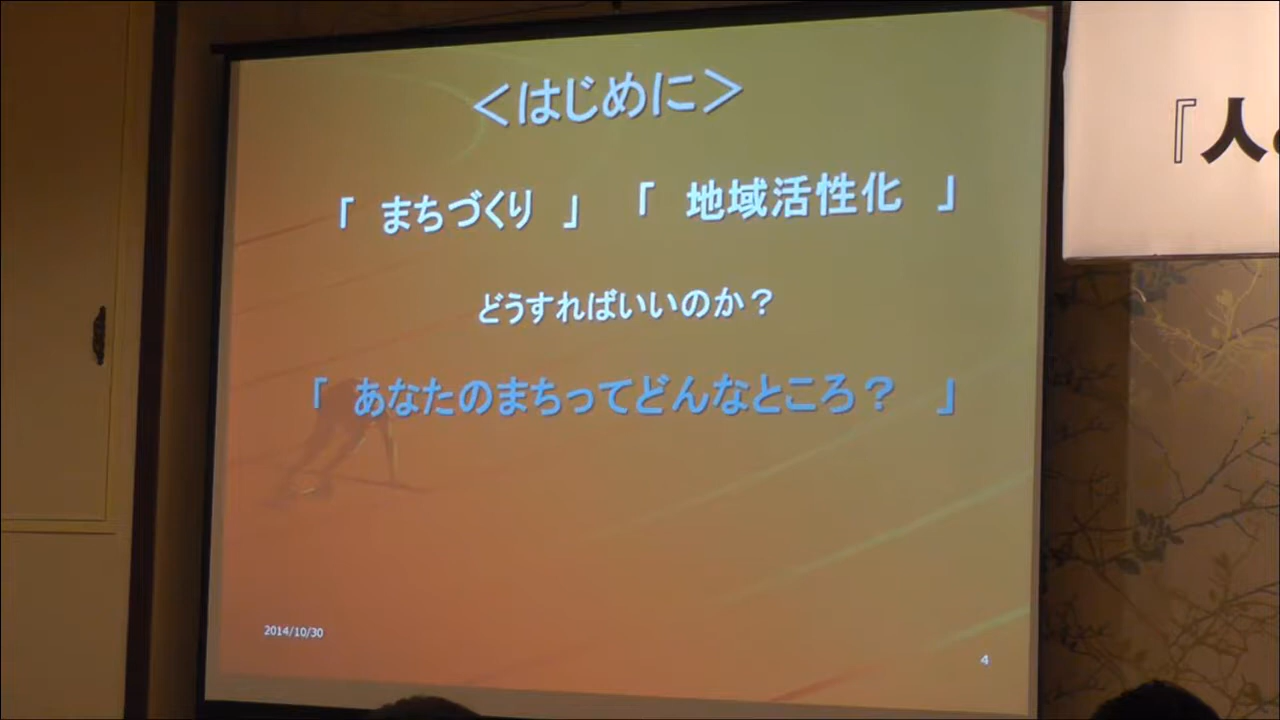 ＜はじめに＞
「 まちづくり 」 「 地域活性化 」
どうすればいいのか？
「 あなたのまちってどんなところ？ 」
2014/10/30
4
『人